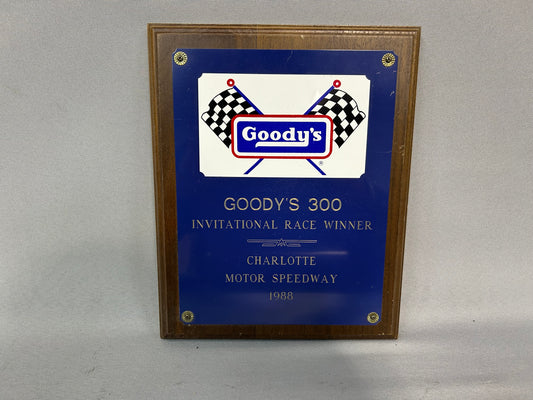 Goody's
®
GOODY'S 300
INVITATIONAL RACE WINNER
CHARLOTTE
MOTOR SPEEDWAY
1988